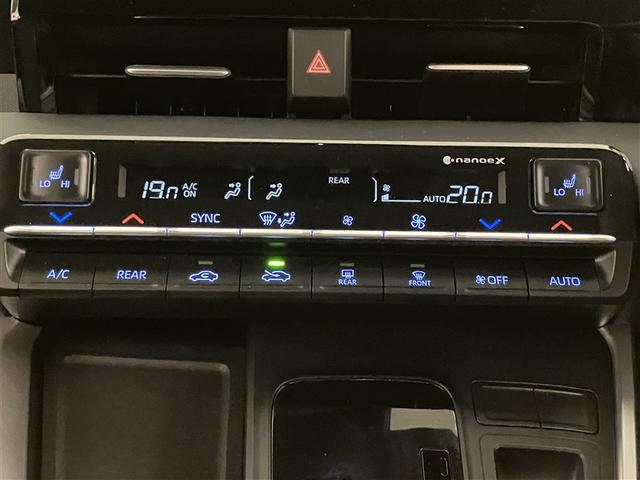 nanoeX
REAR
LO HI
19.0 A/C ON
AUTO 20.0
LO HI
SYNC
A/C
REAR
REAR
FRONT
OFF
AUTO